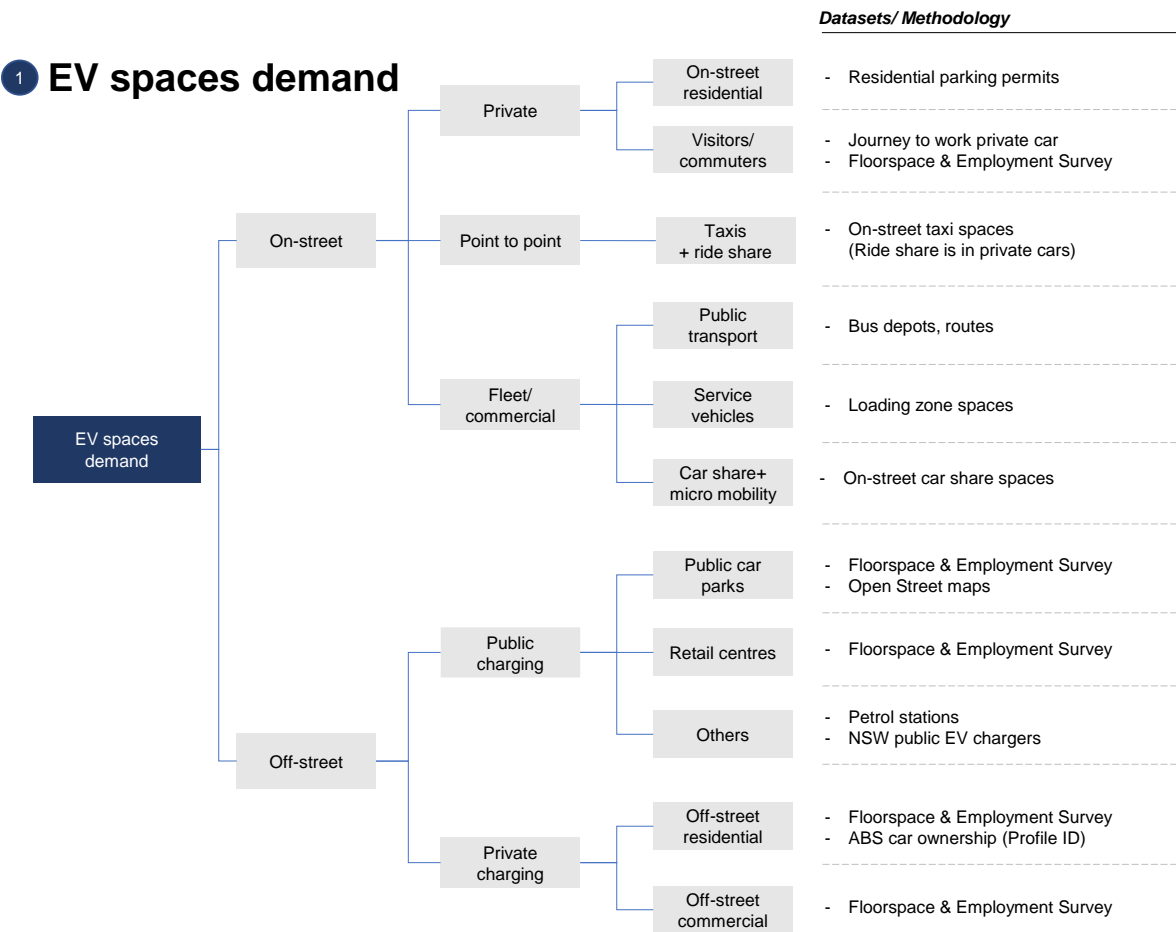 Datasets/ Methodology
1 EV spaces demand
On-street
residential
- Residential parking permits
Private
Visitors/
commuters
- Journey to work private car
- Floorspace & Employment Survey
On-street
Point to point
Taxis
+ ride share
- On-street taxi spaces
(Ride share is in private cars)
Public
transport
- Bus depots, routes
Fleet/
commercial
Service
vehicles
- Loading zone spaces
EV spaces
demand
Car share+
micro mobility
- On-street car share spaces
Public car
parks
- Floorspace & Employment Survey
- Open Street maps
Public
charging
Retail centres
- Floorspace & Employment Survey
Others
- Petrol stations
- NSW public EV chargers
Off-street
Off-street
residential
- Floorspace & Employment Survey
- ABS car ownership (Profile ID)
Private
charging
Off-street
commercial
- Floorspace & Employment Survey